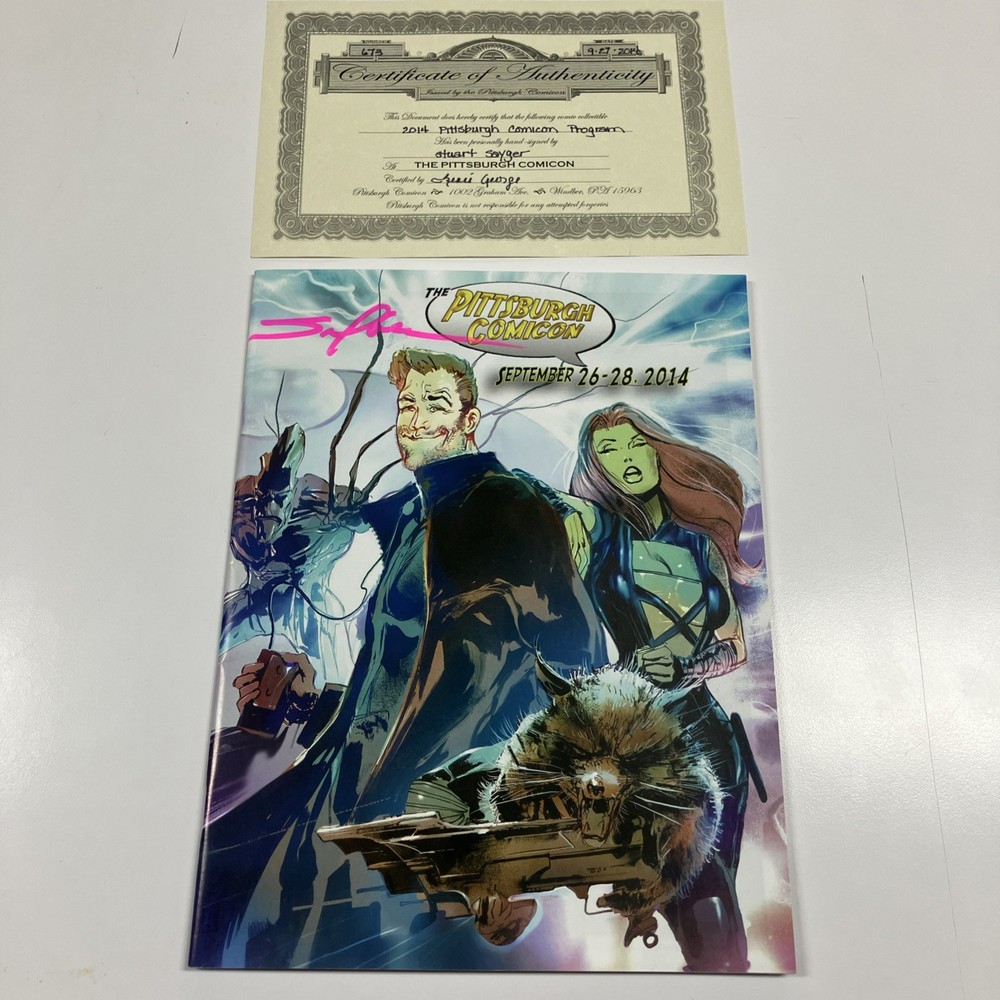 673
9-27-2014
Certificate of Authenticity
Issued by the Pittsburgh Comicon
This Document does hereby certify that the following comic collectible
2014 Pittsburgh Comicon Program
Has been personally hand-signed by
Stuart Sayger
At THE PITTSBURGH COMICON
Certified by Renee George
Pittsburgh Comicon 1002 Graham Ave. Windber, PA 15963
Pittsburgh Comicon is not responsible for any attempted forgeries
THE PITTSBURGH
COMICON
SEPTEMBER 26-28, 2014